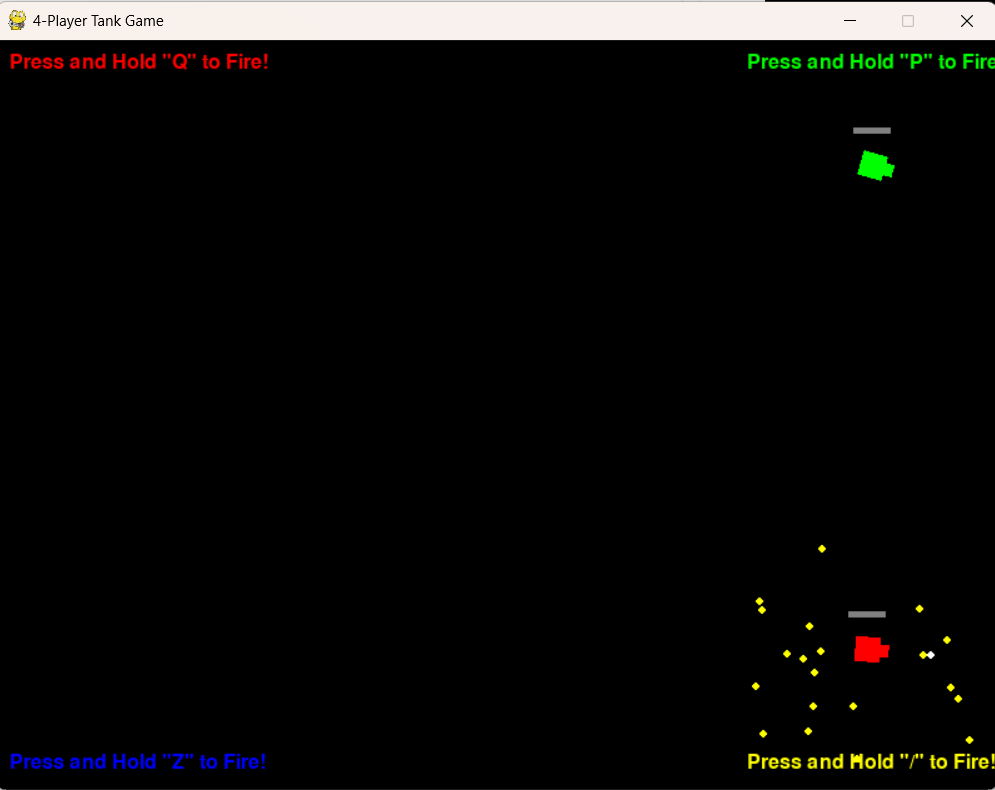 4-Player Tank Game
Press and Hold "Q" to Fire!
Press and Hold "P" to Fire
Press and Hold "Z" to Fire!
Press and Hold "/" to Fire!